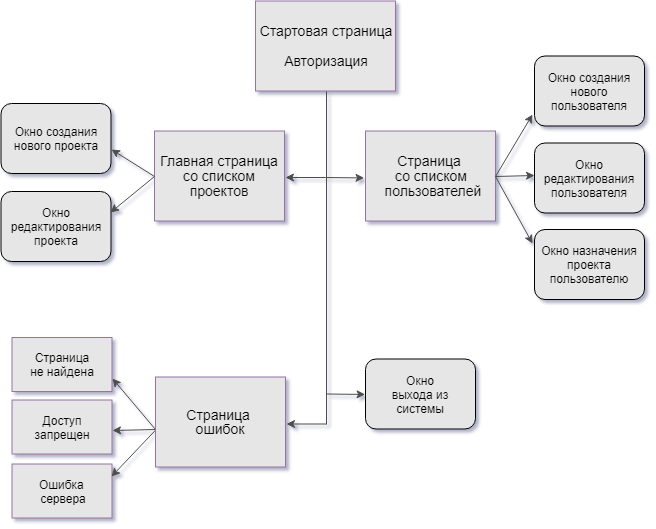 Стартовая страница
Авторизация
Окно создания
нового проекта
Окно
редактирования
проекта
Главная страница
со списком
проектов
Страница
со списком
пользователей
Окно создания
нового
пользователя
Окно
редактирования
пользователя
Окно назначения
проекта
пользователю
Страница
не найдена
Доступ
запрещен
Ошибка
сервера
Страница
ошибок
Окно
выхода из
системы